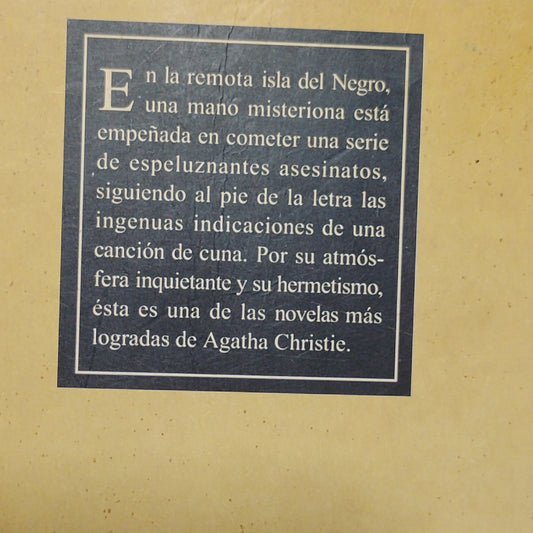 En la remota isla del Negro,
una mano misteriona está
empeñada en cometer una serie
de espeluznantes asesinatos,
siguiendo al pie de la letra las
ingenuas indicaciones de una
canción de cuna. Por su atmós-
fera inquietante y su hermetismo,
ésta es una de las novelas más
logradas de Agatha Christie.